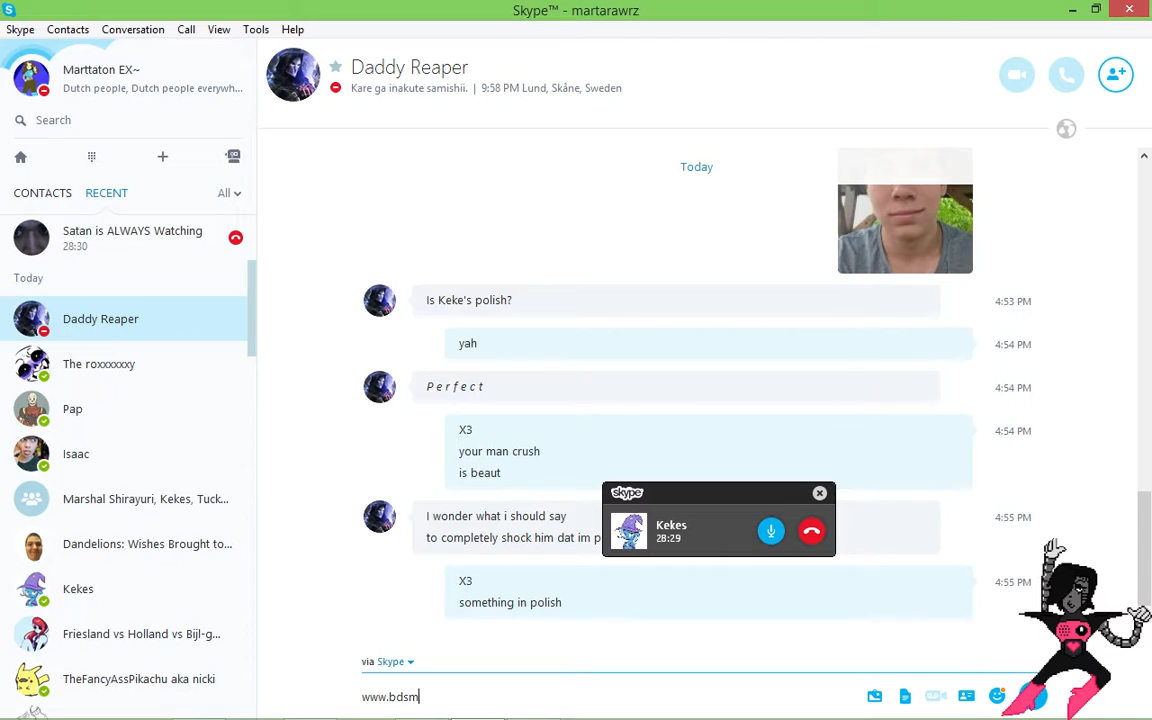 Skype™ - martarawrz
Skype Contacts Conversation Call View Tools Help
Marttaton EX~
Dutch people, Dutch people everywh...
Search
CONTACTS RECENT All
Satan is ALWAYS Watching
28:30
Today
Daddy Reaper
The roxxxxxxy
Pap
Isaac
Marshal Shirayuri, Kekes, Tuck...
Dandelions: Wishes Brought to...
Kekes
Friesland vs Holland vs Bijl-g...
TheFancyAssPikachu aka nicki
Daddy Reaper
Kare ga inakute samishii. | 9:58 PM Lund, Skåne, Sweden
Today
Is Keke's polish? 4:53 PM
yah 4:54 PM
Perfect 4:54 PM
X3 4:54 PM
your man crush
is beaut
I wonder what i should say 4:55 PM
to completely shock him dat im p
skype
Kekes
28:29
X3 4:55 PM
something in polish
via Skype
www.bdsm